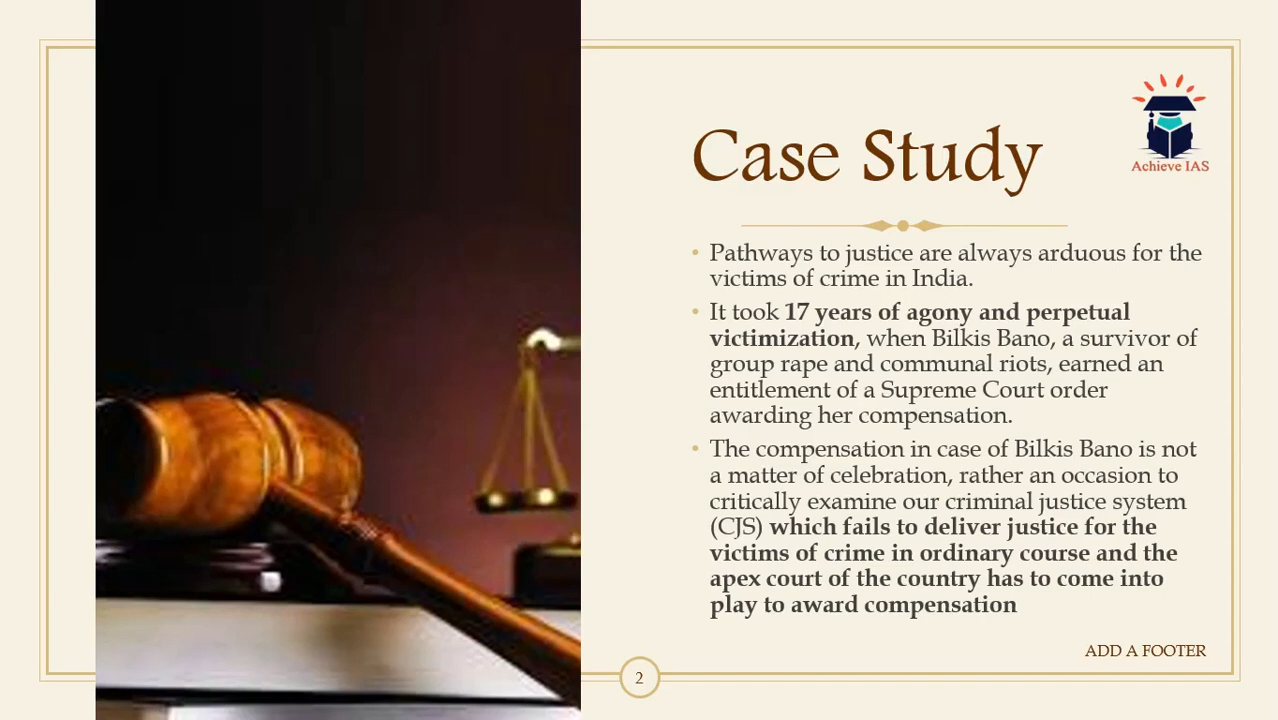 Case Study
Achieve IAS
• Pathways to justice are always arduous for the
victims of crime in India.
• It took 17 years of agony and perpetual
victimization, when Bilkis Bano, a survivor of
group rape and communal riots, earned an
entitlement of a Supreme Court order
awarding her compensation.
• The compensation in case of Bilkis Bano is not
a matter of celebration, rather an occasion to
critically examine our criminal justice system
(CJS) which fails to deliver justice for the
victims of crime in ordinary course and the
apex court of the country has to come into
play to award compensation
ADD A FOOTER
2